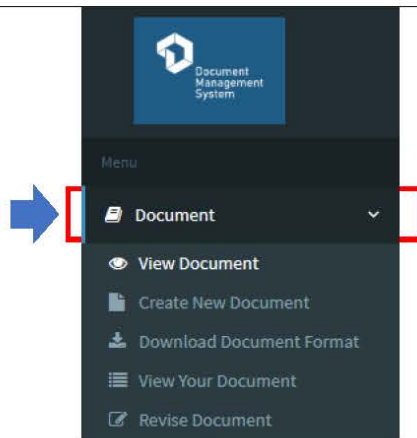 Document
Management
System
Menu
Document
View Document
Create New Document
Download Document Format
View Your Document
Revise Document